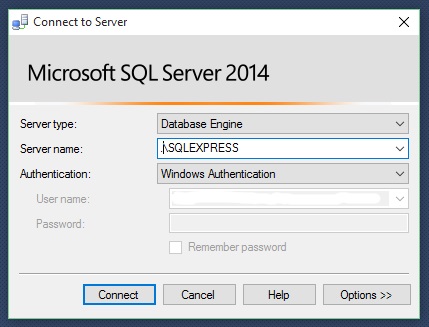 Connect to Server
Microsoft SQL Server 2014
Server type: Database Engine
Server name: .\SQLEXPRESS
Authentication: Windows Authentication
User name:
Password:
Remember password
Connect Cancel Help Options >>